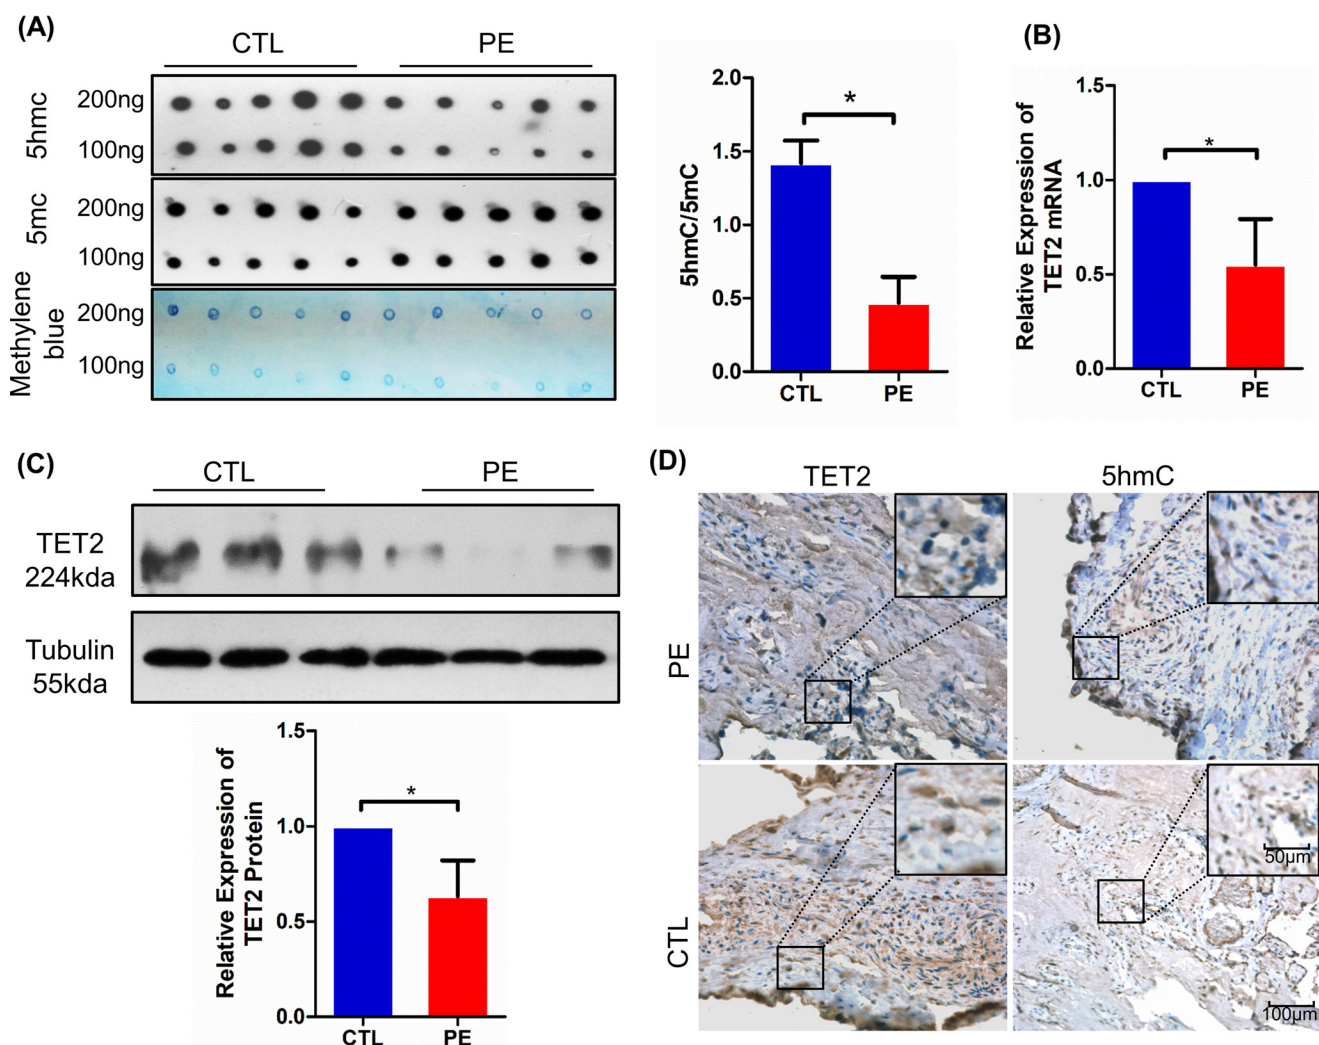 (A)
CTL PE
5hmc
200ng
100ng
5mc
200ng
100ng
Methylene
blue
200ng
100ng
5hmC/5mC
2.0
1.5
1.0
0.5
0.0
*
CTL PE
(B)
Relative Expression of
TET2 mRNA
1.5
1.0
0.5
0.0
*
CTL PE
(C)
CTL PE
TET2
224kda
Tubulin
55kda
Relative Expression of
TET2 Protein
1.5
1.0
0.5
0.0
*
CTL PE
(D)
TET2 5hmC
PE
CTL
50μm
100μm